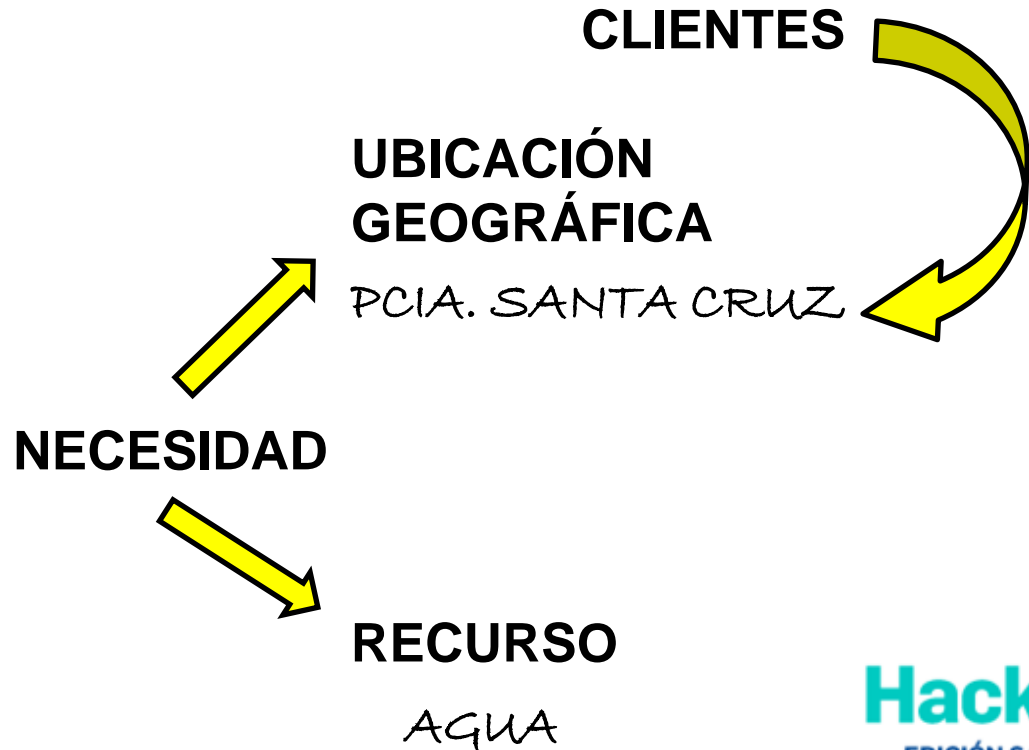 CLIENTES
UBICACIÓN
GEOGRÁFICA
PCIA. SANTA CRUZ
NECESIDAD
RECURSO
AGUA
Hack